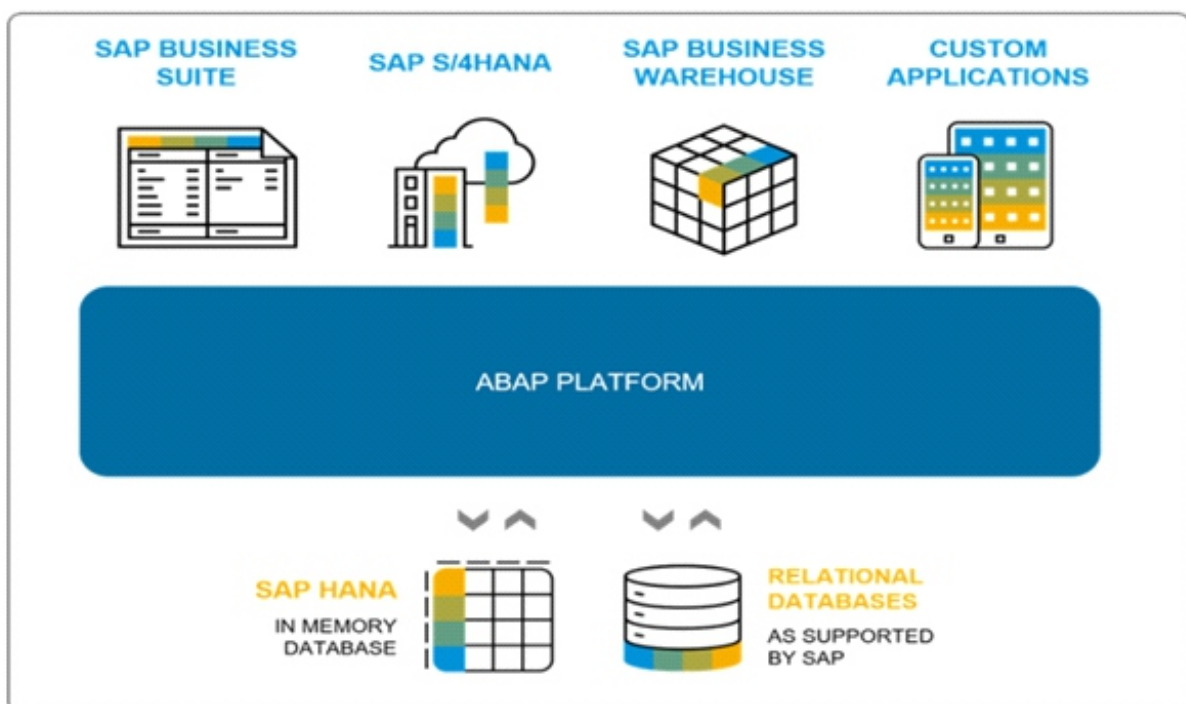 SAP BUSINESS
SUITE
SAP S/4HANA
SAP BUSINESS
WAREHOUSE
CUSTOM
APPLICATIONS
ABAP PLATFORM
SAP HANA
IN MEMORY
DATABASE
RELATIONAL
DATABASES
AS SUPPORTED
BY SAP